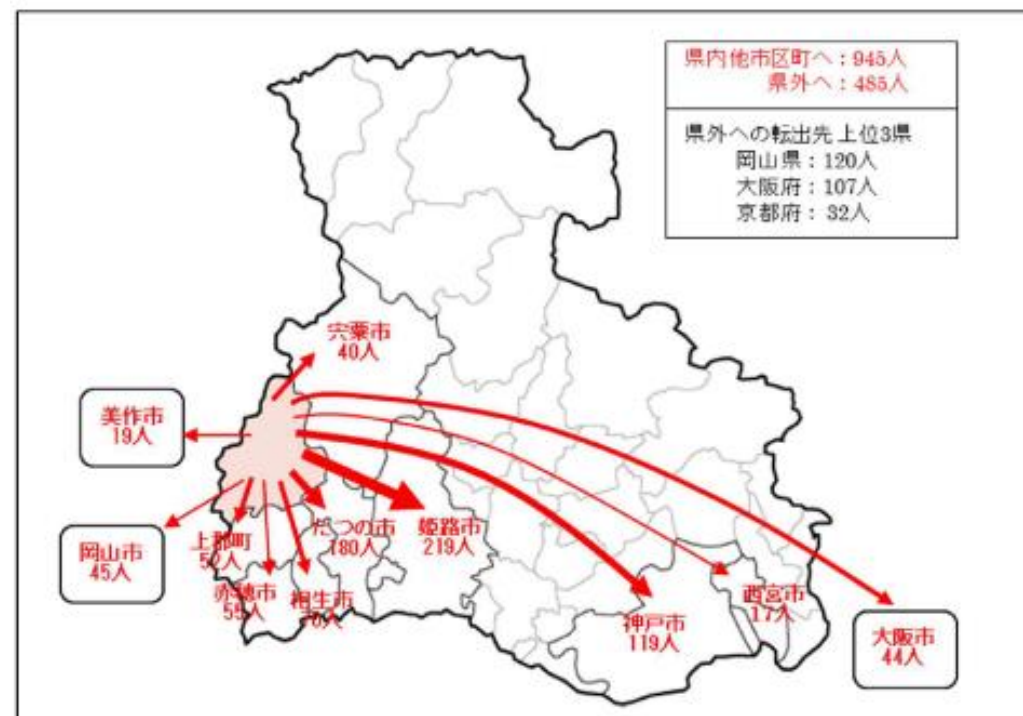 県内他市区町へ：945人
県外へ：485人
県外への転出先 上位3県
岡山県：120人
大阪府：107人
京都府： 32人
宍粟市
40人
美作市
19人
岡山市
45人
上郡町
たつの市
180人
姫路市
219人
赤穂市
55人
相生市
神戸市
119人
西宮市
17人
大阪市
44人